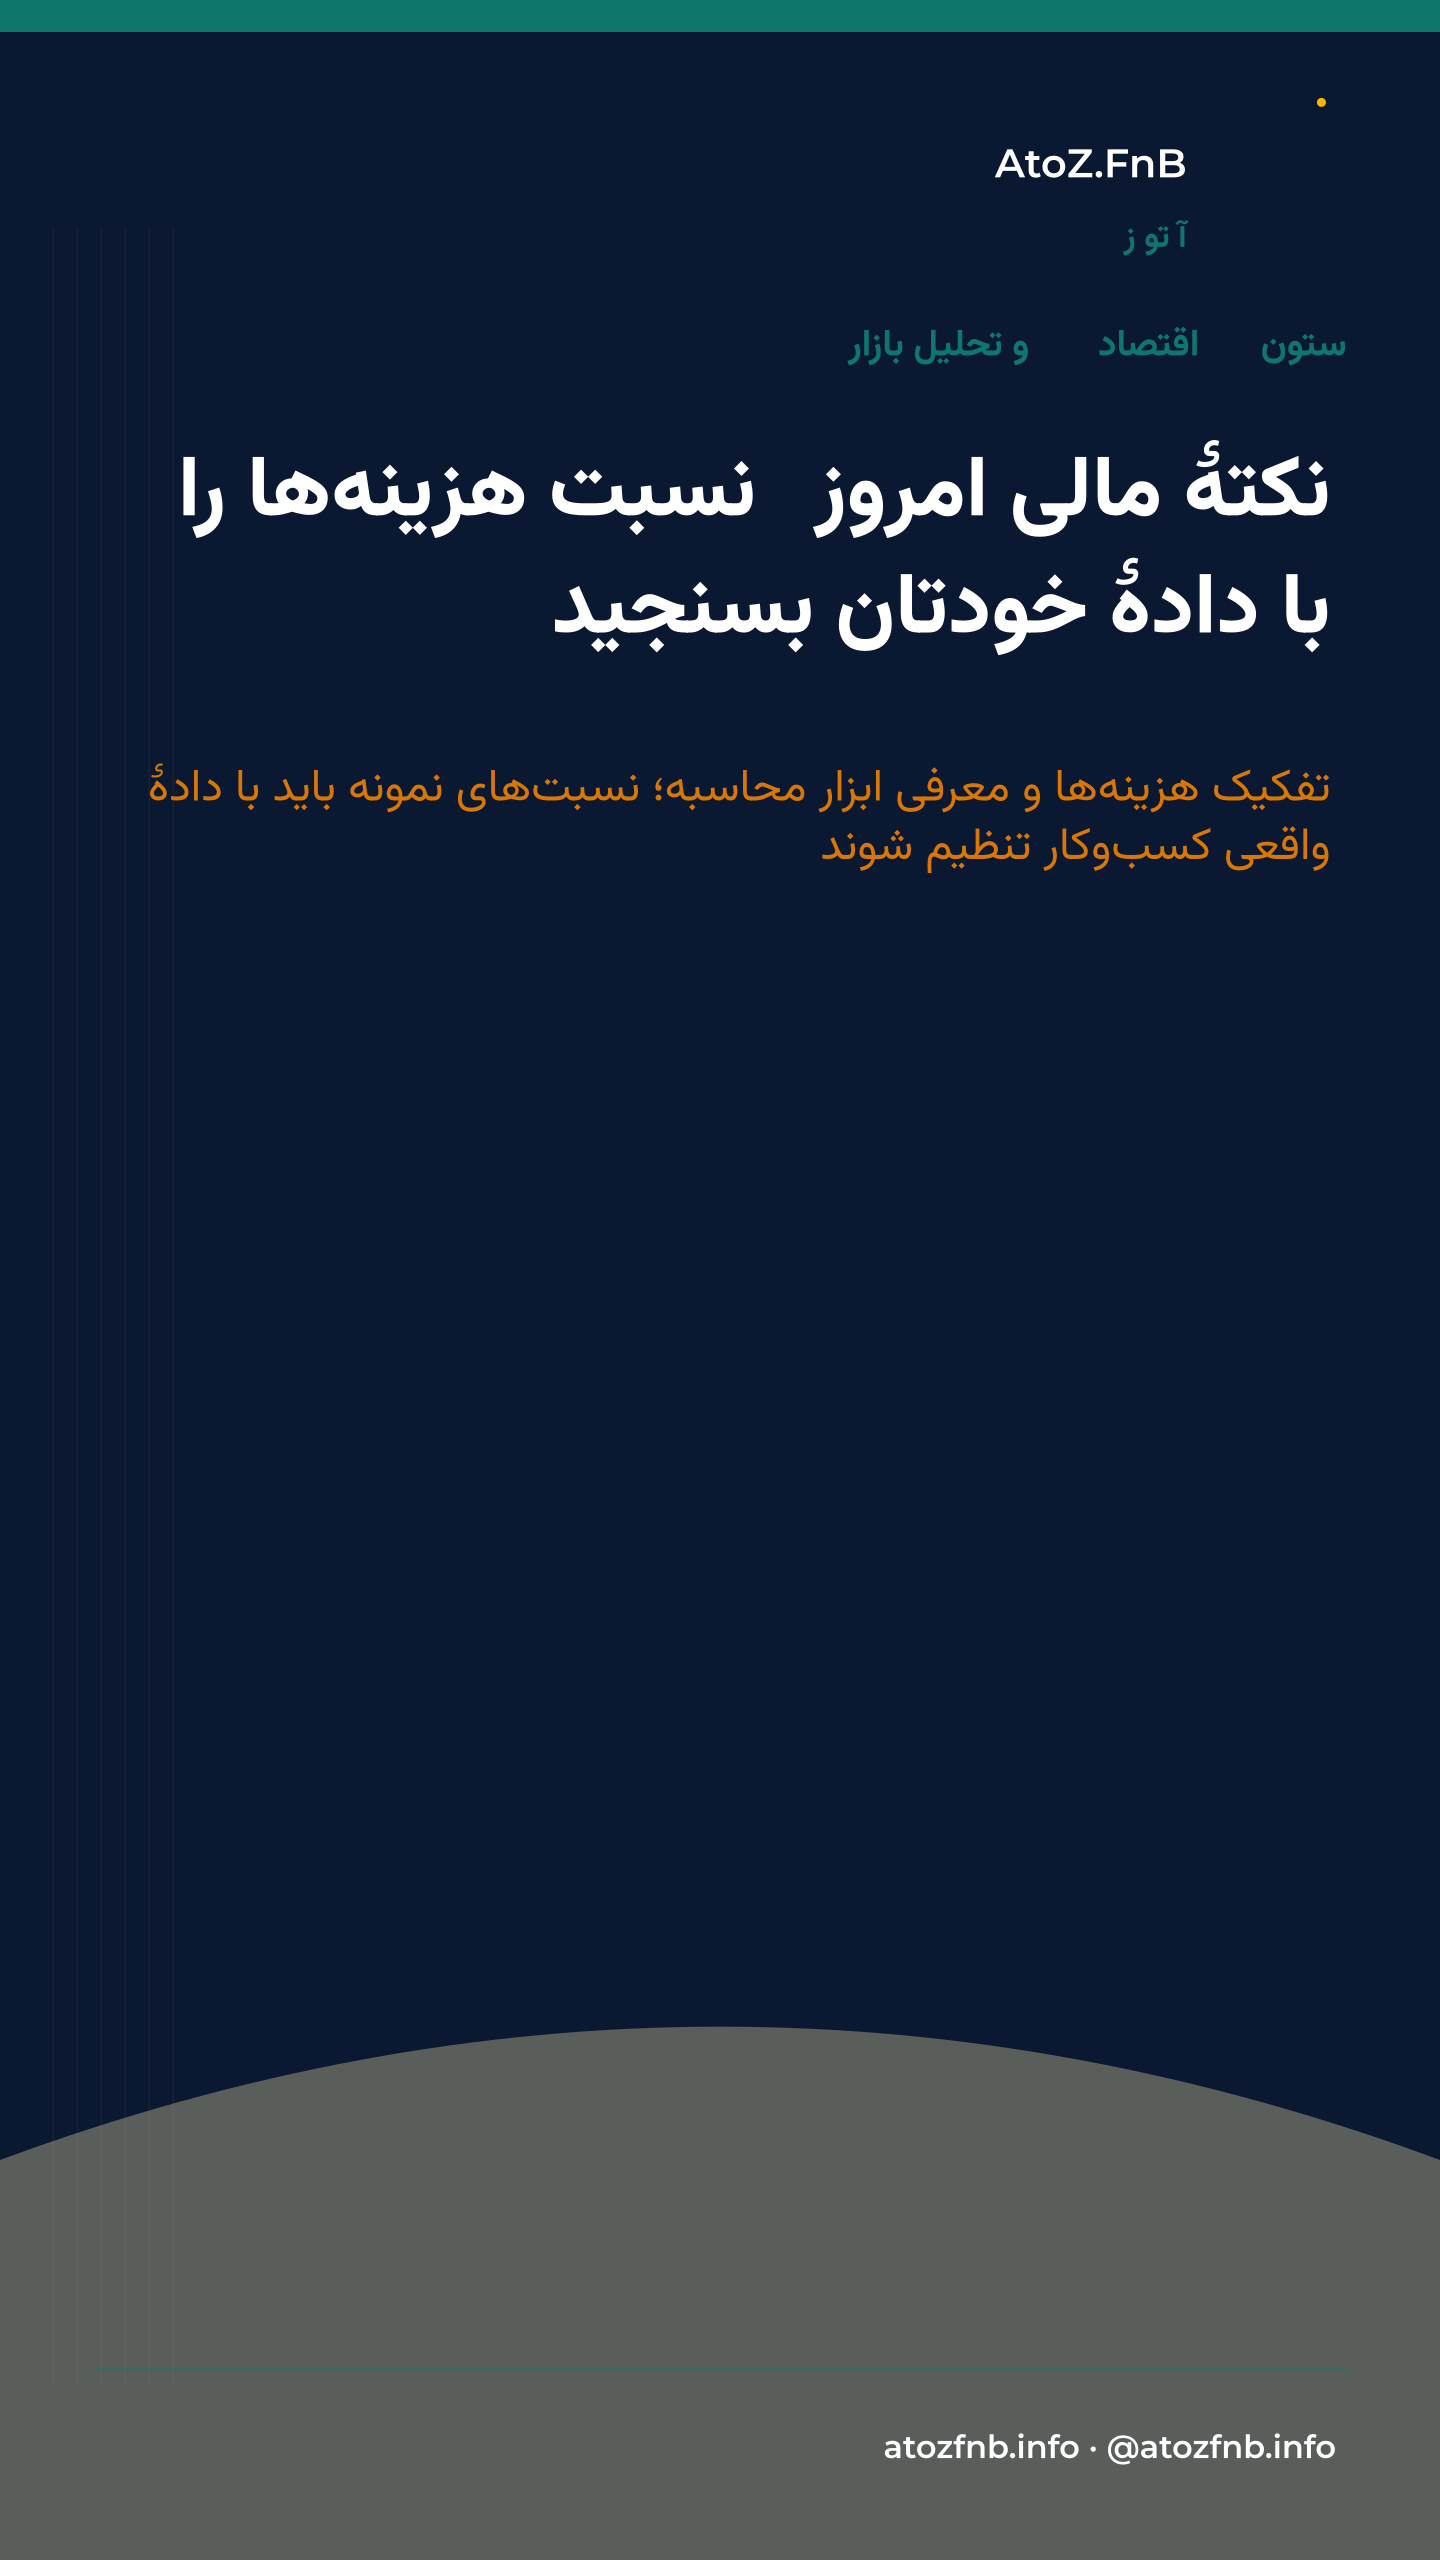 AtoZ.FnB
آ تو ز
ستون اقتصاد و تحلیل بازار
نکتهٔ مالی امروز نسبت هزینه‌ها را
با دادهٔ خودتان بسنجید
تفکیک هزینه‌ها و معرفی ابزار محاسبه؛ نسبت‌های نمونه باید با دادهٔ
واقعی کسب‌وکار تنظیم شوند
atozfnb.info · @atozfnb.info